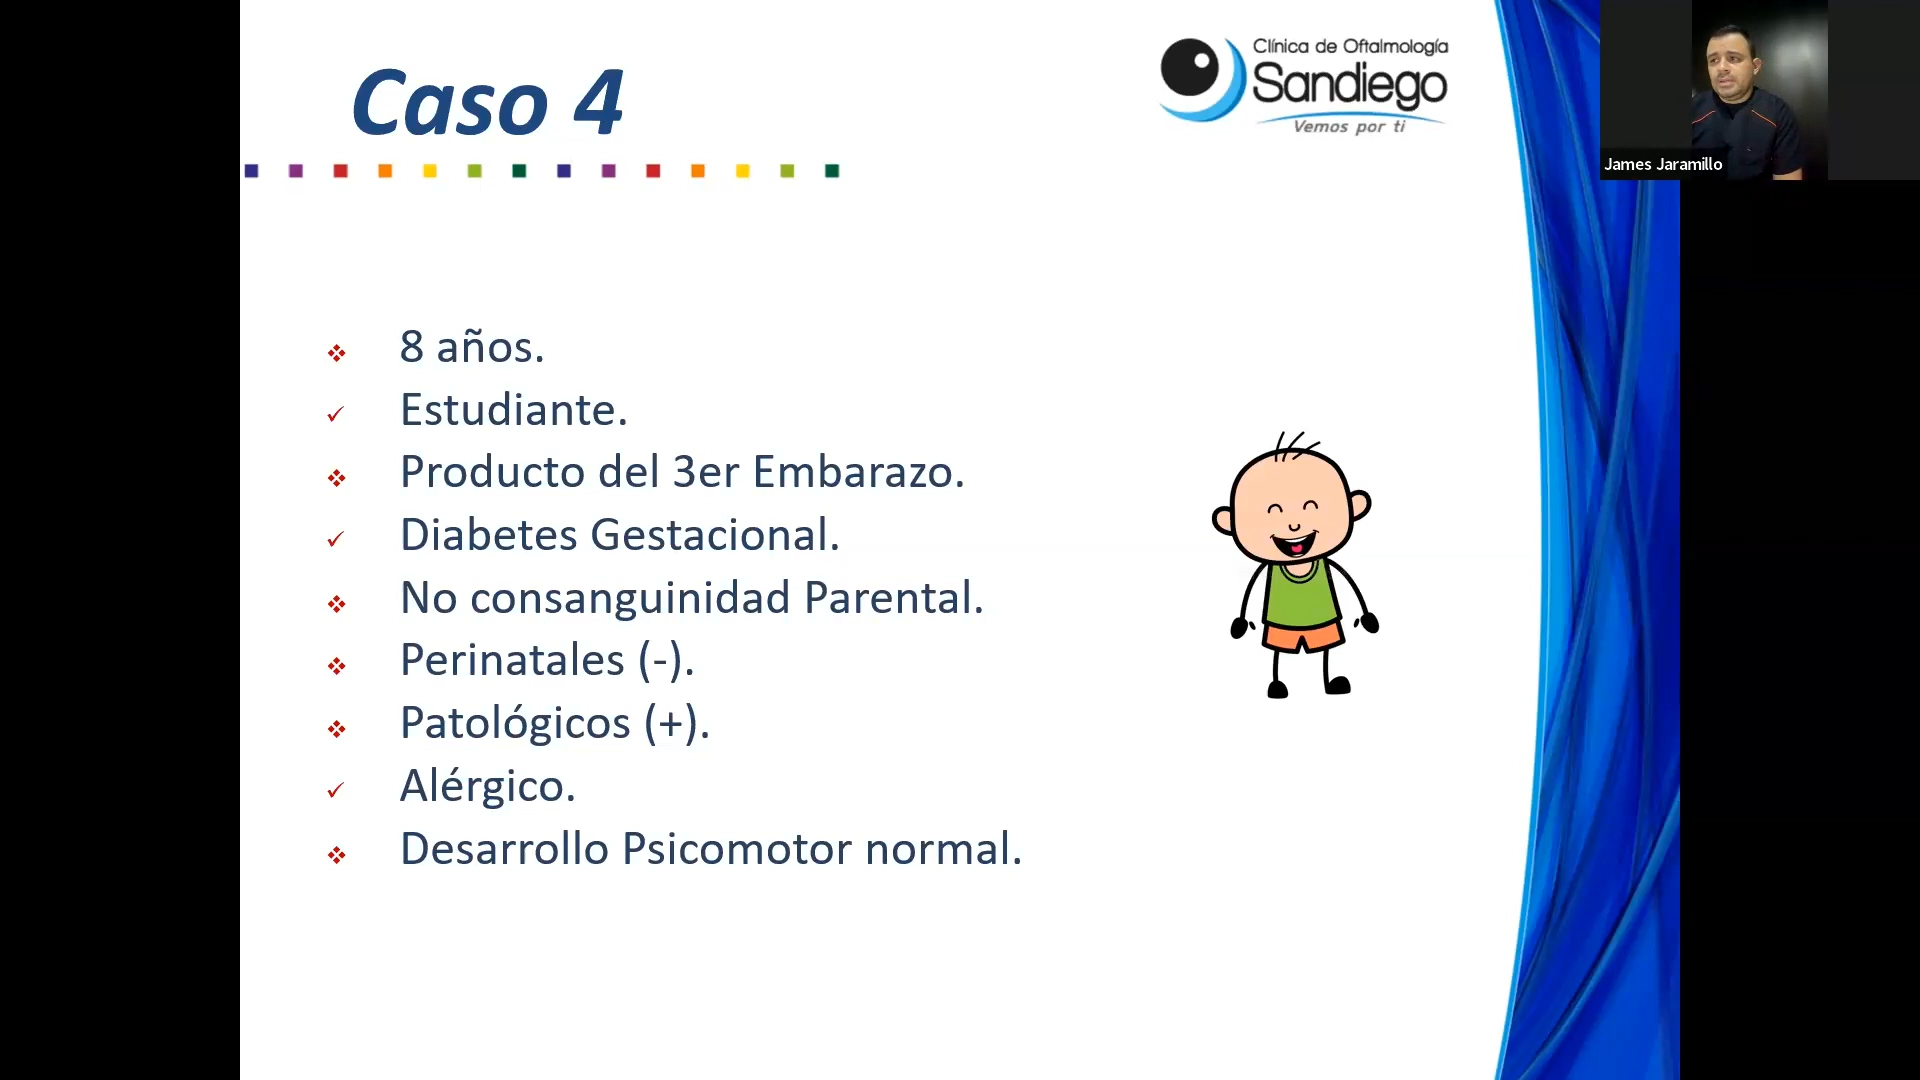 Caso 4
Clínica de Oftalmología
Sandiego
Vemos por ti
James Jaramillo
8 años.
Estudiante.
Producto del 3er Embarazo.
Diabetes Gestacional.
No consanguinidad Parental.
Perinatales (-).
Patológicos (+).
Alérgico.
Desarrollo Psicomotor normal.